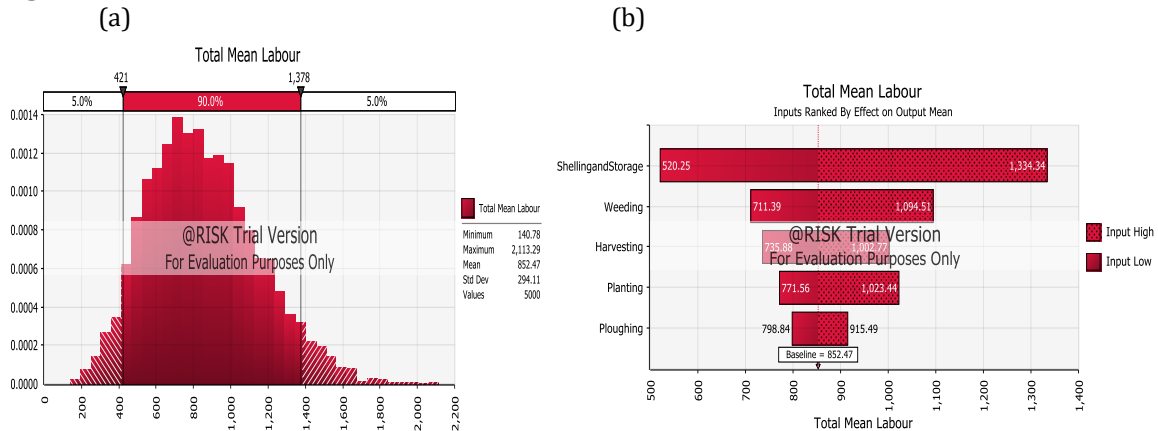 (a)
Total Mean Labour
421 1,378
5.0% 90.0% 5.0%
0.0014
0.0012
0.0010
0.0008
0.0006
0.0004
0.0002
0.0000
0
200
400
600
800
1,000
1,200
1,400
1,600
1,800
2,000
2,200
@RISK Trial Version
For Evaluation Purposes Only
Total Mean Labour
Minimum 140.78
Maximum 2,113.29
Mean 852.47
Std Dev 294.11
Values 5000
(b)
Total Mean Labour
Inputs Ranked By Effect on Output Mean
ShellingandStorage 520.25 1,334.34
Weeding 711.39 1,094.51
Harvesting 735.88 1,002.77
Planting 771.56 1,023.44
Ploughing 798.84 915.49
@RISK Trial Version
For Evaluation Purposes Only
Baseline = 852.47
500
600
700
800
900
1,000
1,100
1,200
1,300
1,400
Total Mean Labour
Input High
Input Low